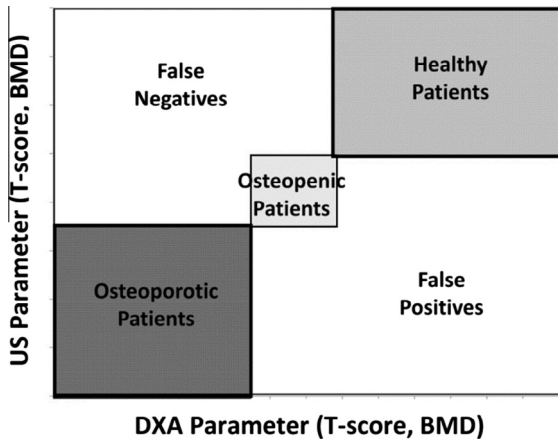 False
Negatives
Healthy
Patients
Osteopenic
Patients
Osteoporotic
Patients
False
Positives
US Parameter (T-score, BMD)
DXA Parameter (T-score, BMD)